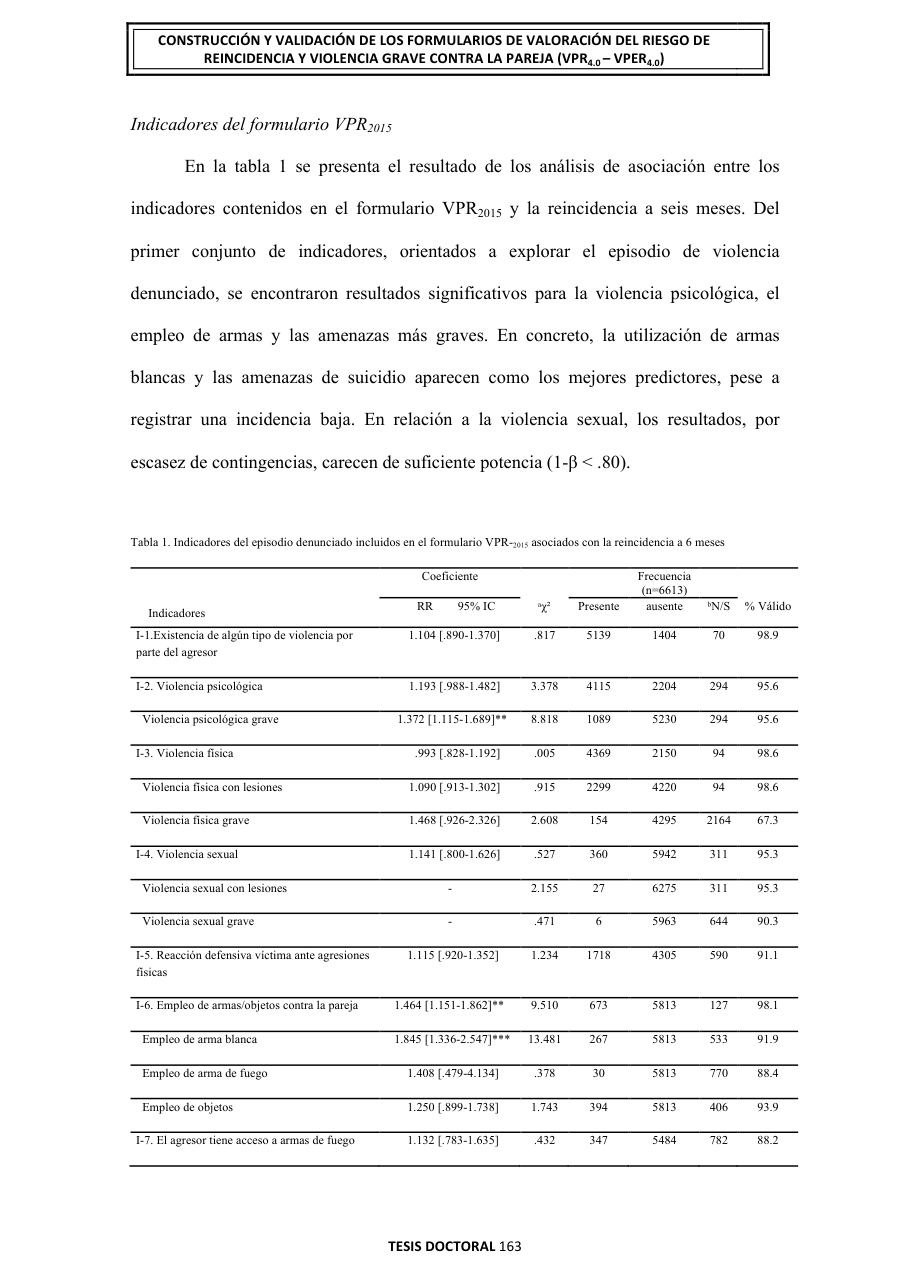 CONSTRUCCIÓN Y VALIDACIÓN DE LOS FORMULARIOS DE VALORACIÓN DEL RIESGO DE
REINCIDENCIA Y VIOLENCIA GRAVE CONTRA LA PAREJA (VPR4.0 – VPER4.0)
Indicadores del formulario VPR2015
En la tabla 1 se presenta el resultado de los análisis de asociación entre los
indicadores contenidos en el formulario VPR2015 y la reincidencia a seis meses. Del
primer conjunto de indicadores, orientados a explorar el episodio de violencia
denunciado, se encontraron resultados significativos para la violencia psicológica, el
empleo de armas y las amenazas más graves. En concreto, la utilización de armas
blancas y las amenazas de suicidio aparecen como los mejores predictores, pese a
registrar una incidencia baja. En relación a la violencia sexual, los resultados, por
escasez de contingencias, carecen de suficiente potencia (1-β < .80).
Tabla 1. Indicadores del episodio denunciado incluidos en el formulario VPR-2015 asociados con la reincidencia a 6 meses
Coeficiente Frecuencia
(n=6613)
Indicadores RR 95% IC ªχ² Presente ausente ᵇN/S % Válido
I-1.Existencia de algún tipo de violencia por 1.104 [.890-1.370] .817 5139 1404 70 98.9
parte del agresor
I-2. Violencia psicológica 1.193 [.988-1.482] 3.378 4115 2204 294 95.6
Violencia psicológica grave 1.372 [1.115-1.689]** 8.818 1089 5230 294 95.6
I-3. Violencia física .993 [.828-1.192] .005 4369 2150 94 98.6
Violencia física con lesiones 1.090 [.913-1.302] .915 2299 4220 94 98.6
Violencia física grave 1.468 [.926-2.326] 2.608 154 4295 2164 67.3
I-4. Violencia sexual 1.141 [.800-1.626] .527 360 5942 311 95.3
Violencia sexual con lesiones - 2.155 27 6275 311 95.3
Violencia sexual grave - .471 6 5963 644 90.3
I-5. Reacción defensiva víctima ante agresiones 1.115 [.920-1.352] 1.234 1718 4305 590 91.1
físicas
I-6. Empleo de armas/objetos contra la pareja 1.464 [1.151-1.862]** 9.510 673 5813 127 98.1
Empleo de arma blanca 1.845 [1.336-2.547]*** 13.481 267 5813 533 91.9
Empleo de arma de fuego 1.408 [.479-4.134] .378 30 5813 770 88.4
Empleo de objetos 1.250 [.899-1.738] 1.743 394 5813 406 93.9
I-7. El agresor tiene acceso a armas de fuego 1.132 [.783-1.635] .432 347 5484 782 88.2
TESIS DOCTORAL 163